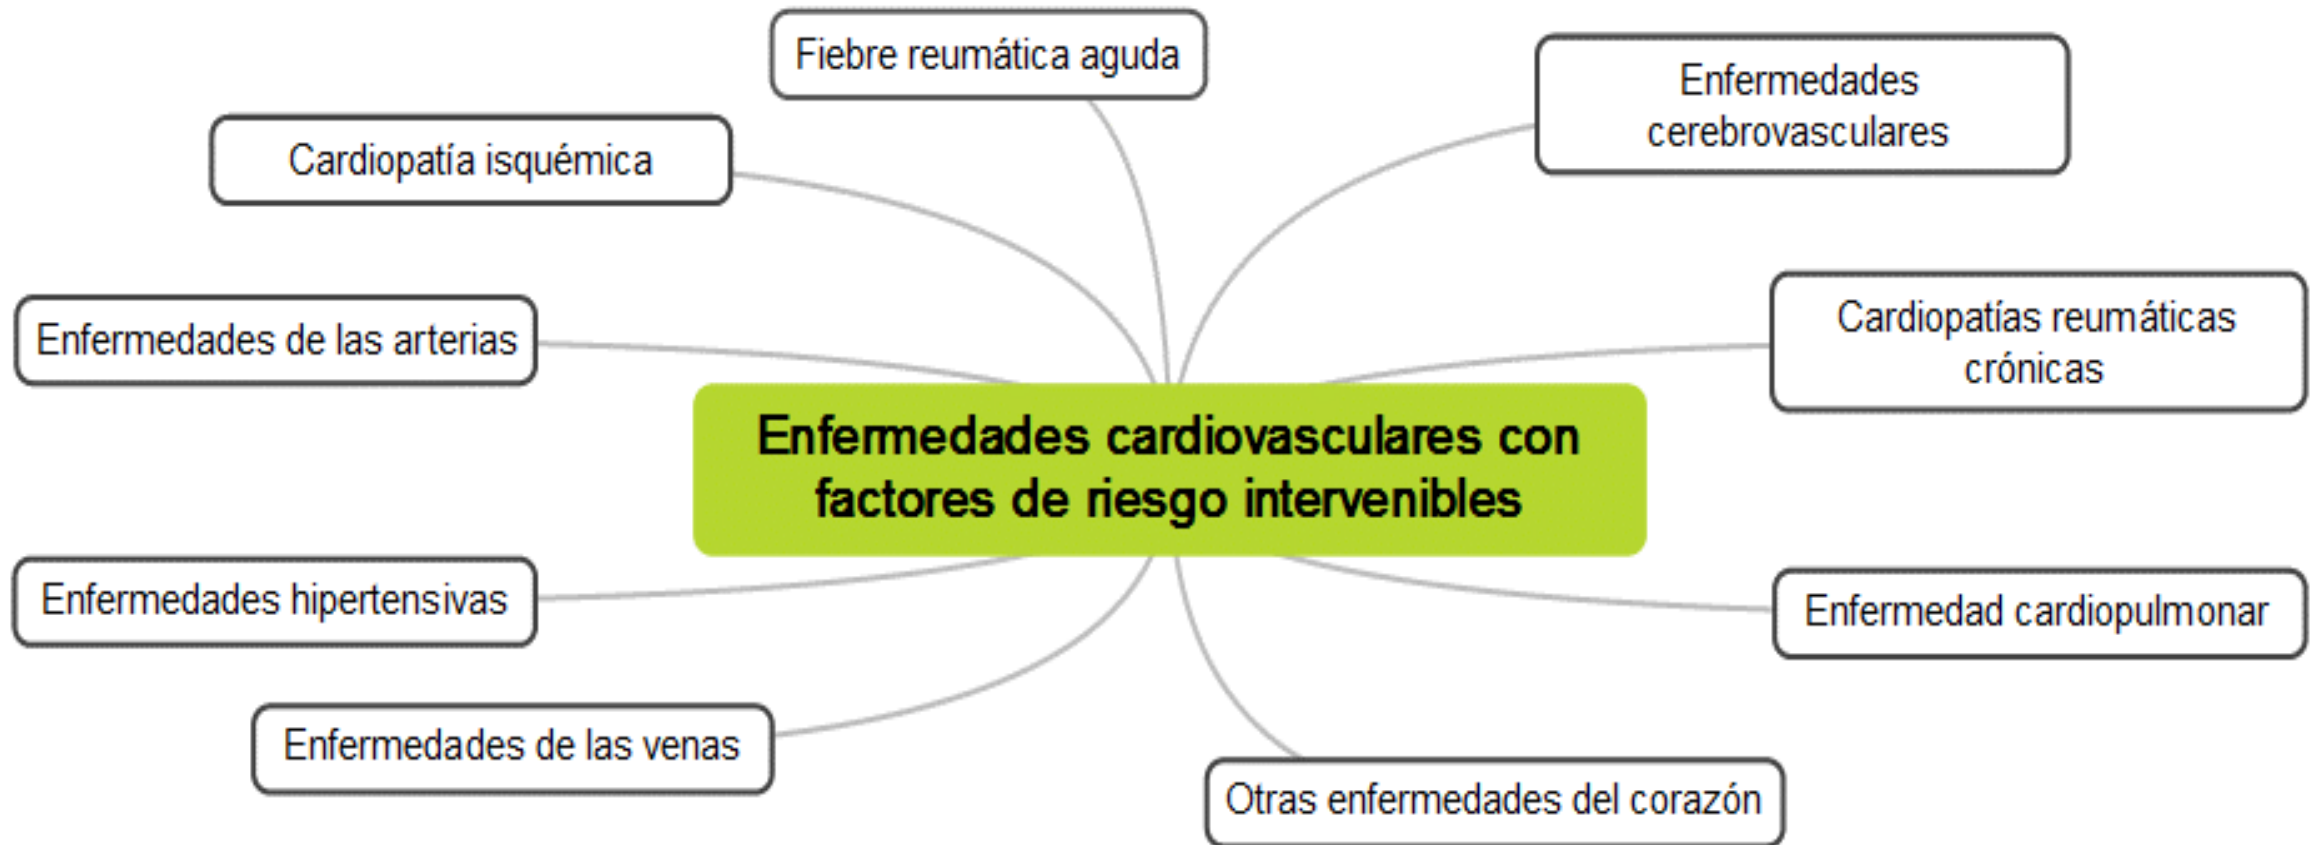 Fiebre reumática aguda
Enfermedades
cerebrovasculares
Cardiopatía isquémica
Cardiopatías reumáticas
crónicas
Enfermedades de las arterias
Enfermedades cardiovasculares con
factores de riesgo intervenibles
Enfermedades hipertensivas
Enfermedad cardiopulmonar
Enfermedades de las venas
Otras enfermedades del corazón